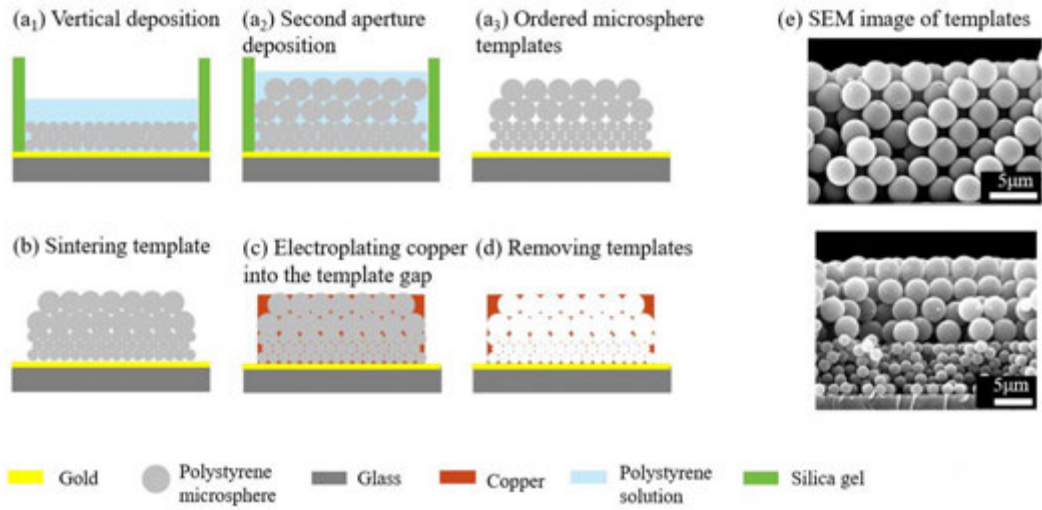 (a₁) Vertical deposition
(a₂) Second aperture
deposition
(a₃) Ordered microsphere
templates
(e) SEM image of templates
5μm
(b) Sintering template
(c) Electroplating copper
into the template gap
(d) Removing templates
5μm
Gold
Polystyrene
microsphere
Glass
Copper
Polystyrene
solution
Silica gel